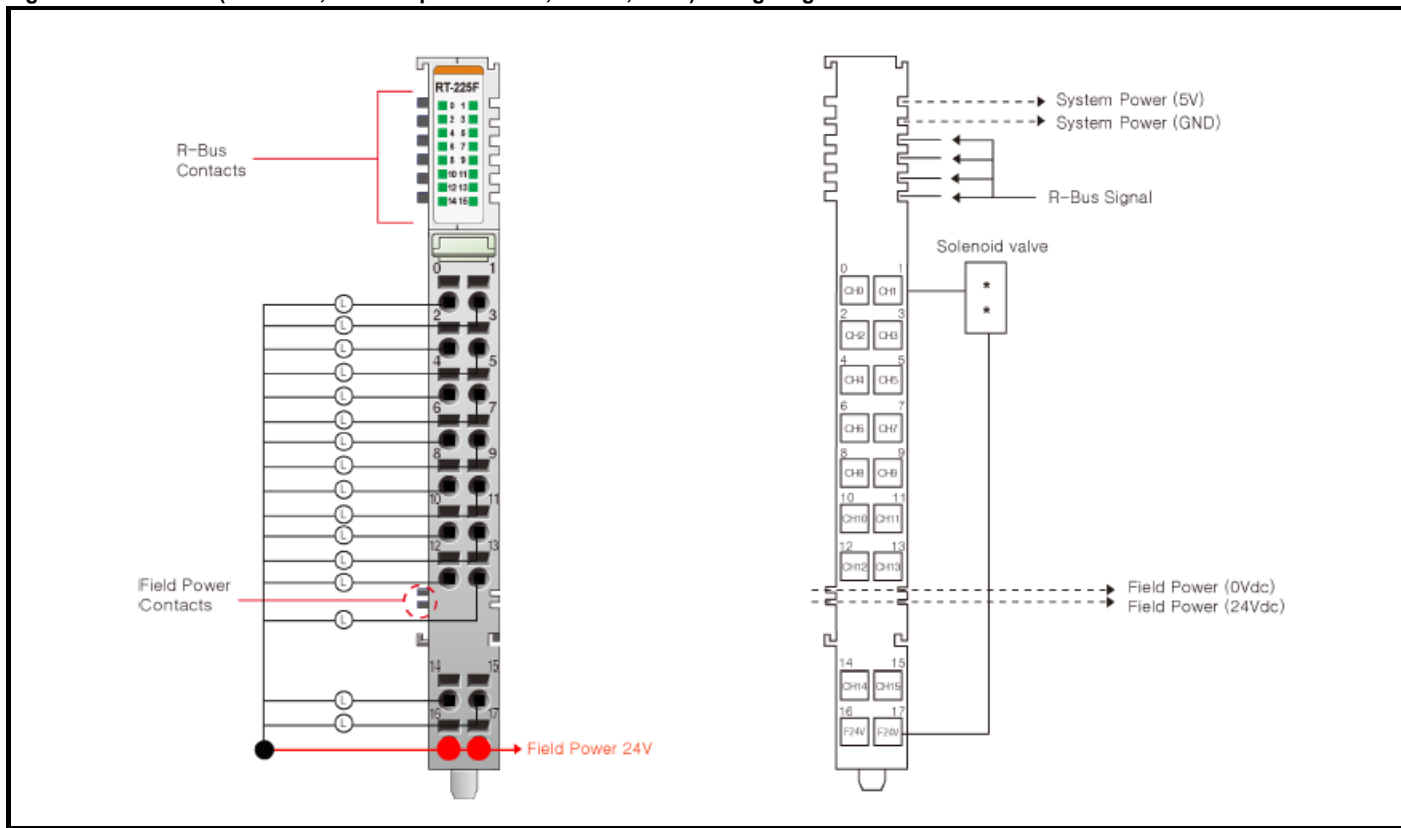 RT-225F
0 1
2 3
4 5
6 7
8 9
10 11
12 13
14 15
R-Bus
Contacts
0 1
2 3
4 5
6 7
8 9
10 11
12 13
L
L
L
L
L
L
L
L
L
L
L
L
L
L
Field Power
Contacts
14 15
L
L
16 17
Field Power 24V
System Power (5V)
System Power (GND)
R-Bus Signal
Solenoid valve
*
*
0 1
CH0 CH1
2 3
CH2 CH3
4 5
CH4 CH5
6 7
CH6 CH7
8 9
CH8 CH9
10 11
CH10 CH11
12 13
CH12 CH13
Field Power (0Vdc)
Field Power (24Vdc)
14 15
CH14 CH15
16 17
F24V F24V